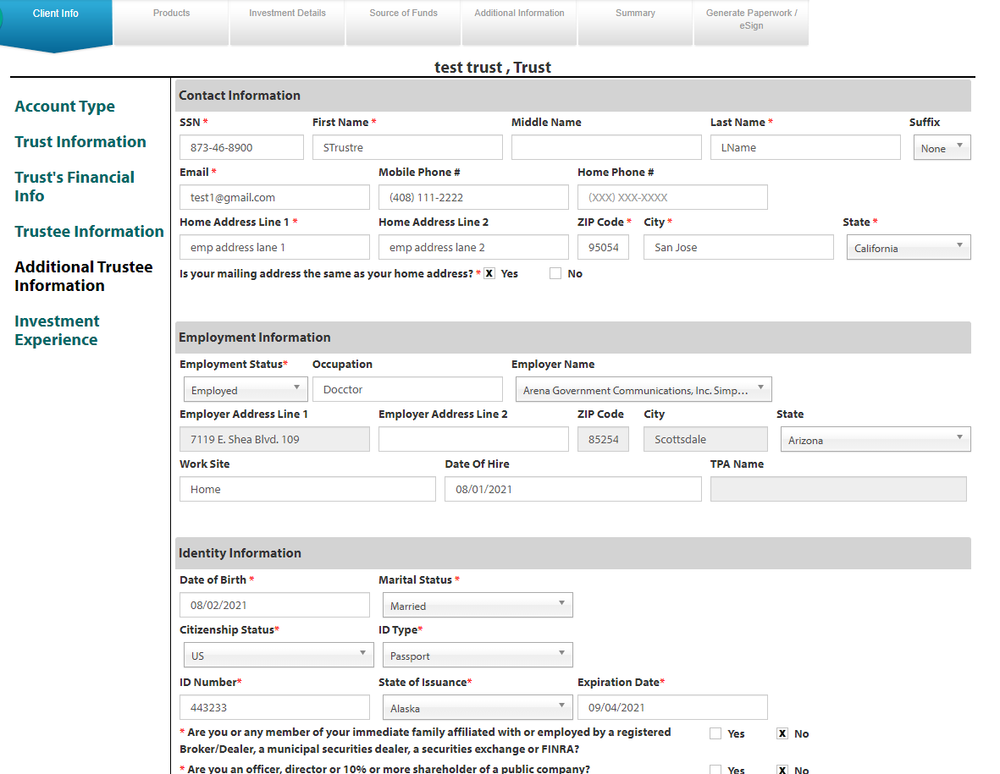 Client Info
Products
Investment Details
Source of Funds
Additional Information
Summary
Generate Paperwork /
eSign
test trust , Trust
Account Type
Trust Information
Trust's Financial
Info
Trustee Information
Additional Trustee
Information
Investment
Experience
Contact Information
SSN * First Name * Middle Name Last Name * Suffix
873-46-8900 STrustre LName None
Email * Mobile Phone # Home Phone #
test1@gmail.com (408) 111-2222 (XXX) XXX-XXXX
Home Address Line 1 * Home Address Line 2 ZIP Code * City * State *
emp address lane 1 emp address lane 2 95054 San Jose California
Is your mailing address the same as your home address? * X Yes No
Employment Information
Employment Status* Occupation Employer Name
Employed Docctor Arena Government Communications, Inc. Simp...
Employer Address Line 1 Employer Address Line 2 ZIP Code City State
7119 E. Shea Blvd. 109 85254 Scottsdale Arizona
Work Site Date Of Hire TPA Name
Home 08/01/2021
Identity Information
Date of Birth * Marital Status *
08/02/2021 Married
Citizenship Status* ID Type*
US Passport
ID Number* State of Issuance* Expiration Date*
443233 Alaska 09/04/2021
* Are you or any member of your immediate family affiliated with or employed by a registered Yes X No
Broker/Dealer, a municipal securities dealer, a securities exchange or FINRA?
* Are you an officer, director or 10% or more shareholder of a public company? Yes X No